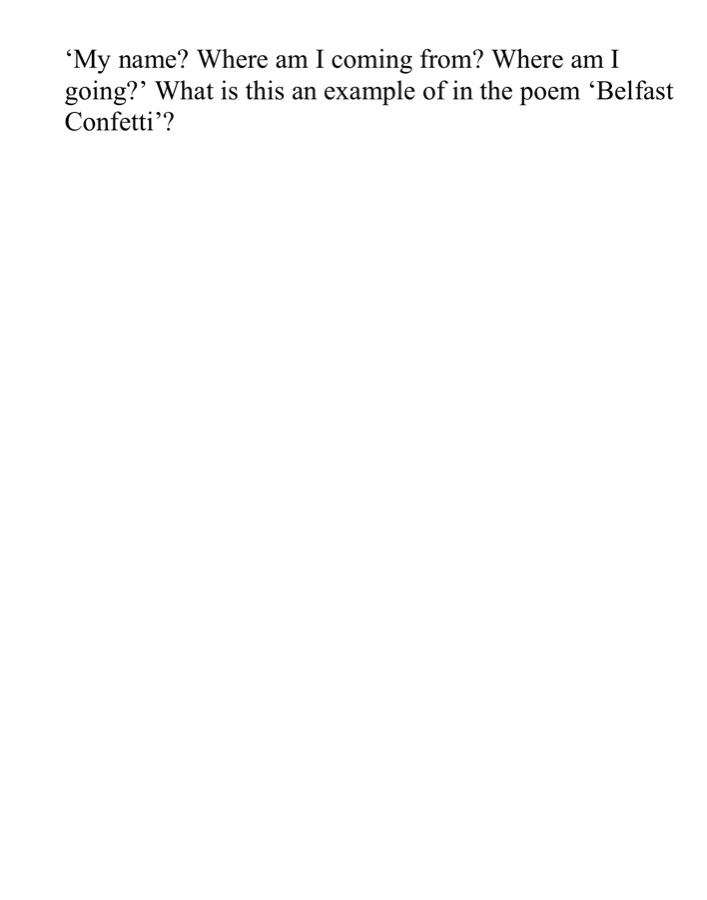 ‘My name? Where am I coming from? Where am I
going?’ What is this an example of in the poem ‘Belfast
Confetti’?